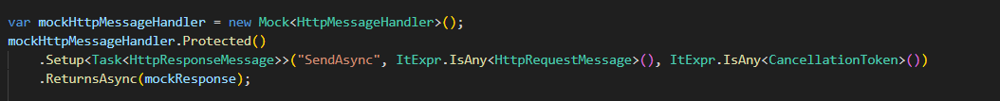 var mockHttpMessageHandler = new Mock<HttpMessageHandler>();
mockHttpMessageHandler.Protected()
    .Setup<Task<HttpResponseMessage>>("SendAsync", ItExpr.IsAny<HttpRequestMessage>(), ItExpr.IsAny<CancellationToken>())
    .ReturnsAsync(mockResponse);